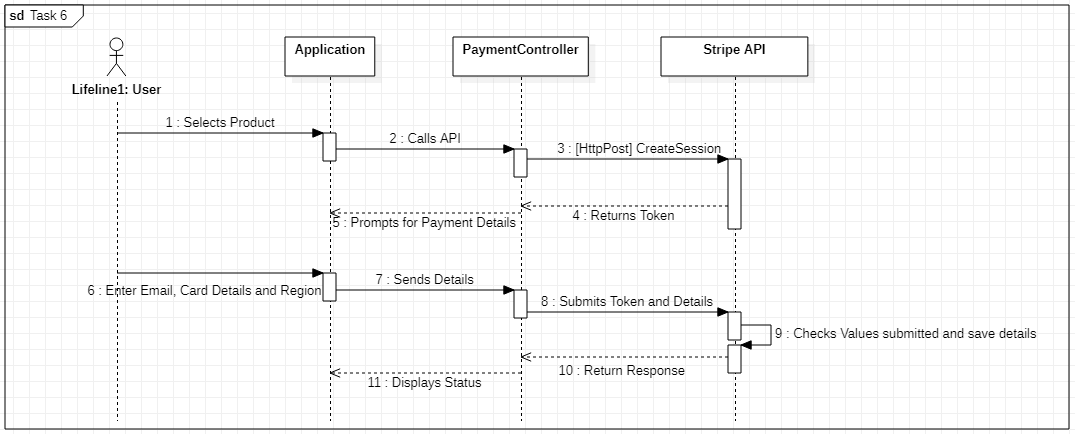 sd Task 6
Application
PaymentController
Stripe API
Lifeline1: User
1 : Selects Product
2 : Calls API
3 : [HttpPost] CreateSession
4 : Returns Token
5 : Prompts for Payment Details
6 : Enter Email, Card Details and Region
7 : Sends Details
8 : Submits Token and Details
9 : Checks Values submitted and save details
10 : Return Response
11 : Displays Status